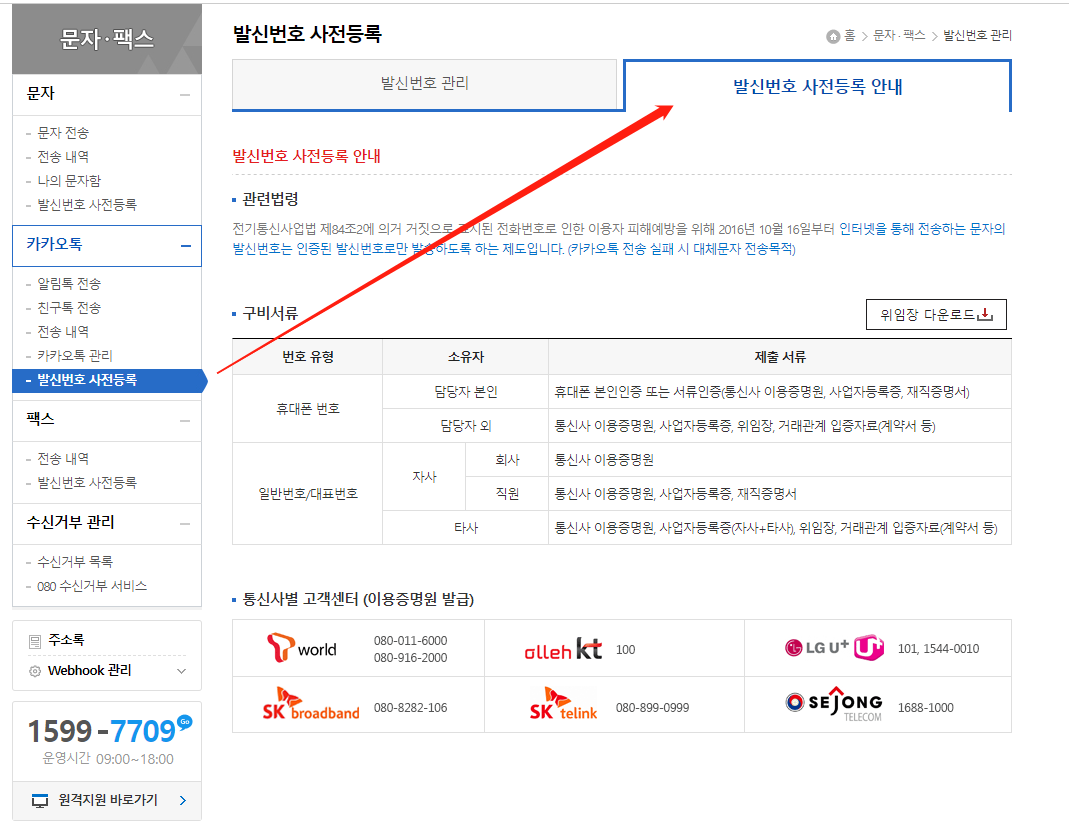 문자·팩스
문자
- 문자 전송
- 전송 내역
- 나의 문자함
- 발신번호 사전등록
카카오톡
- 알림톡 전송
- 친구톡 전송
- 전송 내역
- 카카오톡 관리
- 발신번호 사전등록
팩스
- 전송 내역
- 발신번호 사전등록
수신거부 관리
- 수신거부 목록
- 080 수신거부 서비스
주소록
Webhook 관리
1599-7709 Go
운영시간 09:00~18:00
원격지원 바로가기
발신번호 사전등록
홈 > 문자·팩스 > 발신번호 관리
발신번호 관리
발신번호 사전등록 안내
발신번호 사전등록 안내
관련법령
전기통신사업법 제84조2에 의거 거짓으로 표시된 전화번호로 인한 이용자 피해예방을 위해 2016년 10월 16일부터 인터넷을 통해 전송하는 문자의
발신번호는 인증된 발신번호로만 발송하도록 하는 제도입니다. (카카오톡 전송 실패 시 대체문자 전송목적)
구비서류
위임장 다운로드
번호 유형 소유자 제출 서류
휴대폰 번호
담당자 본인 휴대폰 본인인증 또는 서류인증(통신사 이용증명원, 사업자등록증, 재직증명서)
담당자 외 통신사 이용증명원, 사업자등록증, 위임장, 거래관계 입증자료(계약서 등)
일반번호/대표번호
자사
회사 통신사 이용증명원
직원 통신사 이용증명원, 사업자등록증, 재직증명서
타사 통신사 이용증명원, 사업자등록증(자사+타사), 위임장, 거래관계 입증자료(계약서 등)
통신사별 고객센터 (이용증명원 발급)
T world 080-011-6000
080-916-2000
olleh kt 100
LG U+ U+ 101, 1544-0010
SK broadband 080-8282-106
SK telink 080-899-0999
SEJONG TELECOM 1688-1000